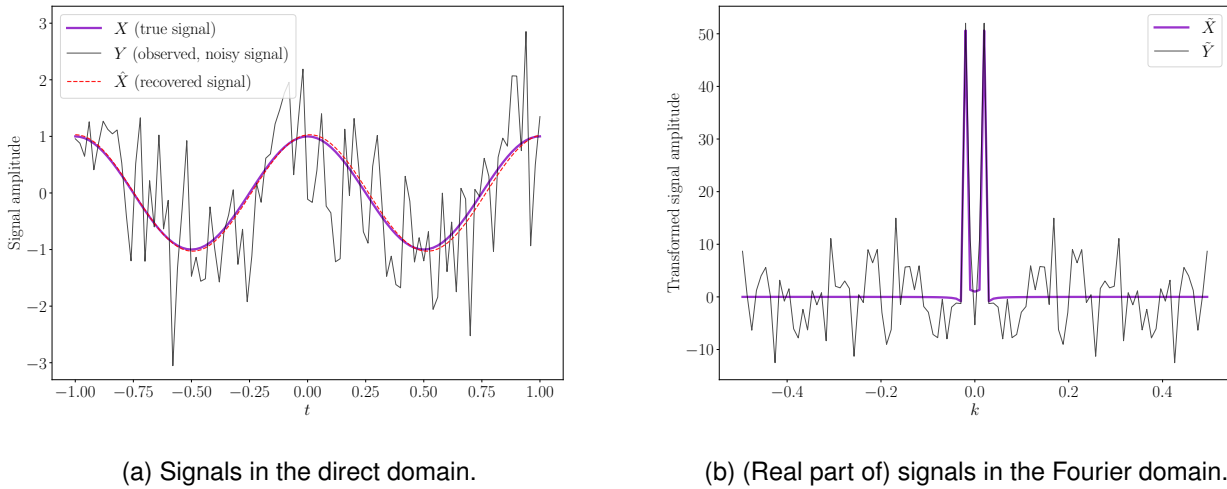 3
2
1
0
−1
−2
−3
Signal amplitude
X (true signal)
Y (observed, noisy signal)
X̂ (recovered signal)
−1.00 −0.75 −0.50 −0.25 0.00 0.25 0.50 0.75 1.00
t
(a) Signals in the direct domain.
50
40
30
20
10
0
−10
Transformed signal amplitude
X̃
Ỹ
−0.4 −0.2 0.0 0.2 0.4
k
(b) (Real part of) signals in the Fourier domain.